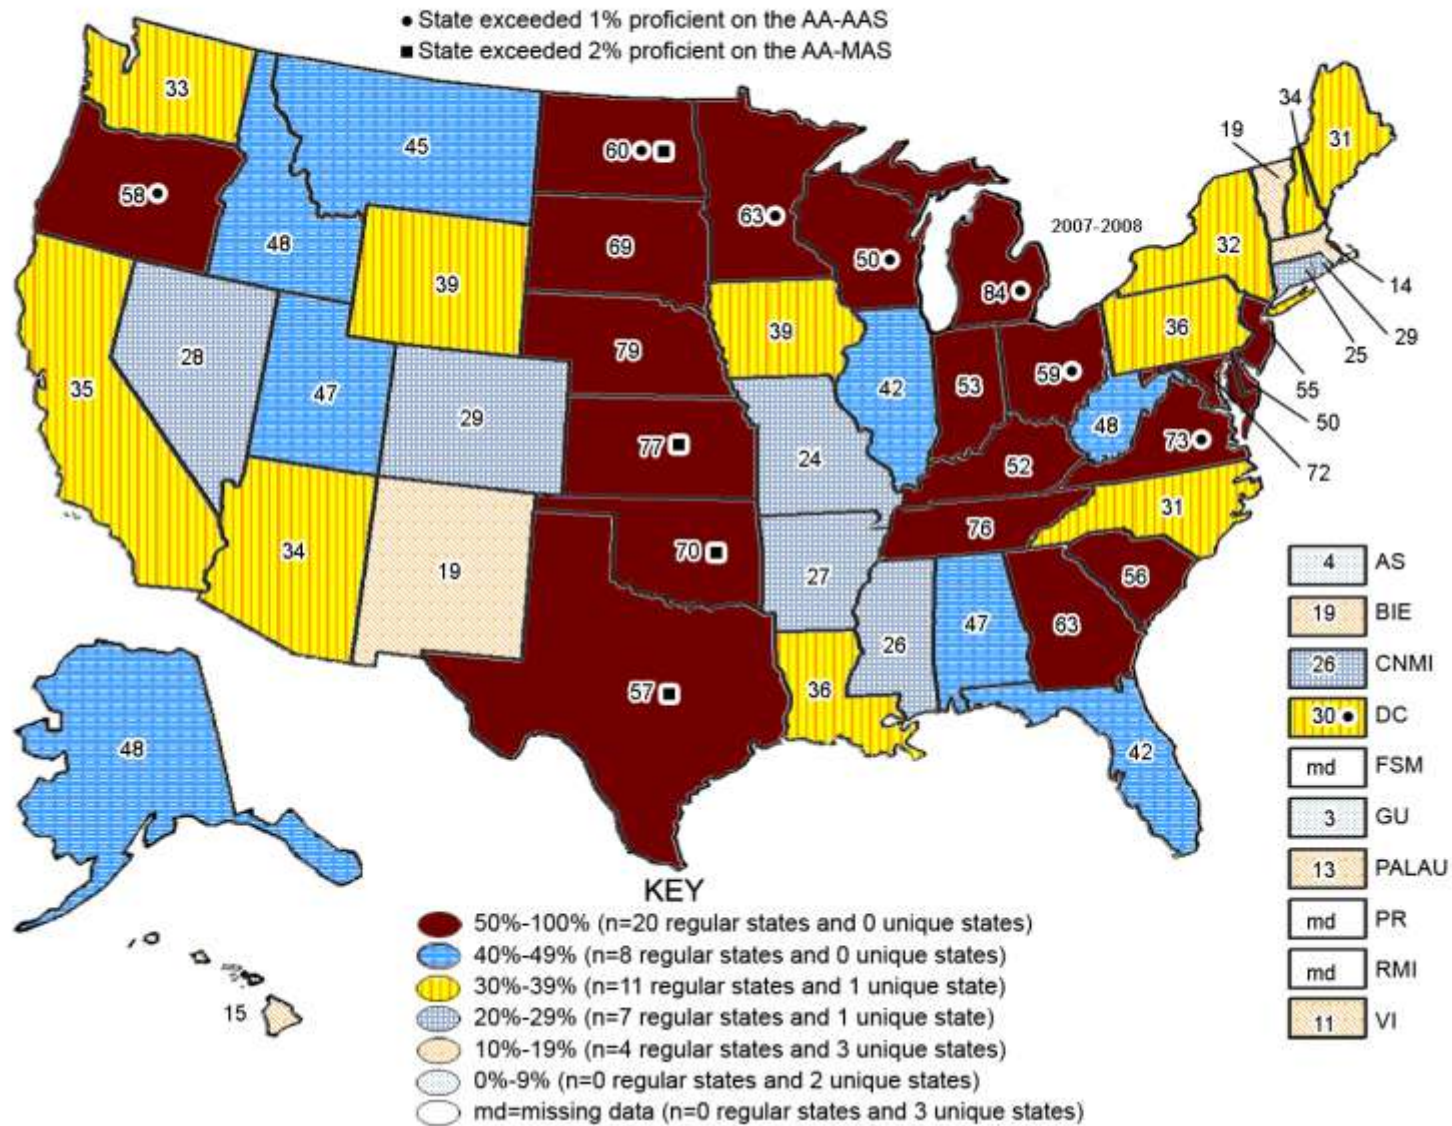 ● State exceeded 1% proficient on the AA-AAS
■ State exceeded 2% proficient on the AA-MAS
33
45
60 ● ■
34
19
31
58 ●
63 ●
2007-2008
48
69
50 ●
32
39
84 ●
14
29
25
28
39
36
79
59 ●
55
35
47
42
53
50
29
48
73 ●
77 ■
24
52
72
31
76
34
19
70 ■
27
56
4 AS
47
63
19 BIE
26
26 CNMI
57 ■
36
30 ● DC
48
42
md FSM
3 GU
13 PALAU
KEY
50%-100% (n=20 regular states and 0 unique states)
md PR
40%-49% (n=8 regular states and 0 unique states)
30%-39% (n=11 regular states and 1 unique state)
md RMI
15
20%-29% (n=7 regular states and 1 unique state)
11 VI
10%-19% (n=4 regular states and 3 unique states)
0%-9% (n=0 regular states and 2 unique states)
md=missing data (n=0 regular states and 3 unique states)